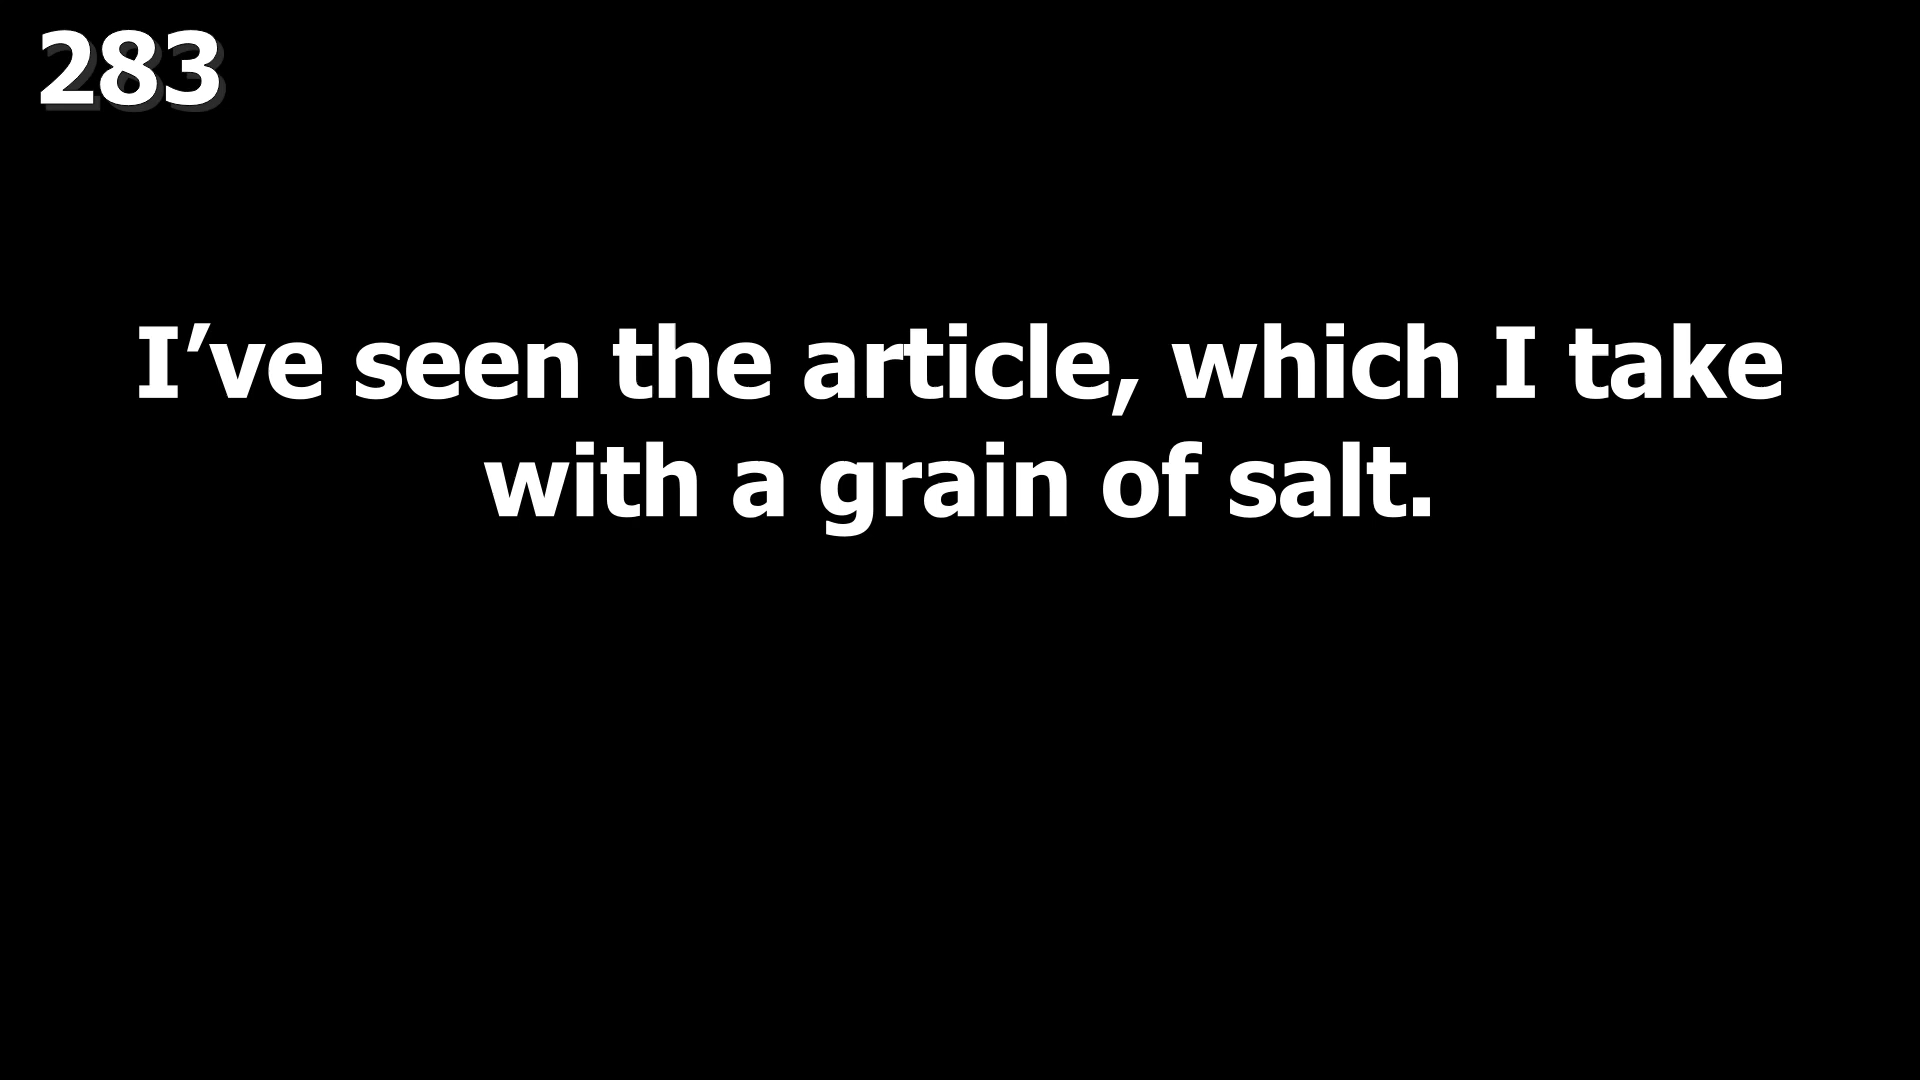 283
I’ve seen the article, which I take
with a grain of salt.